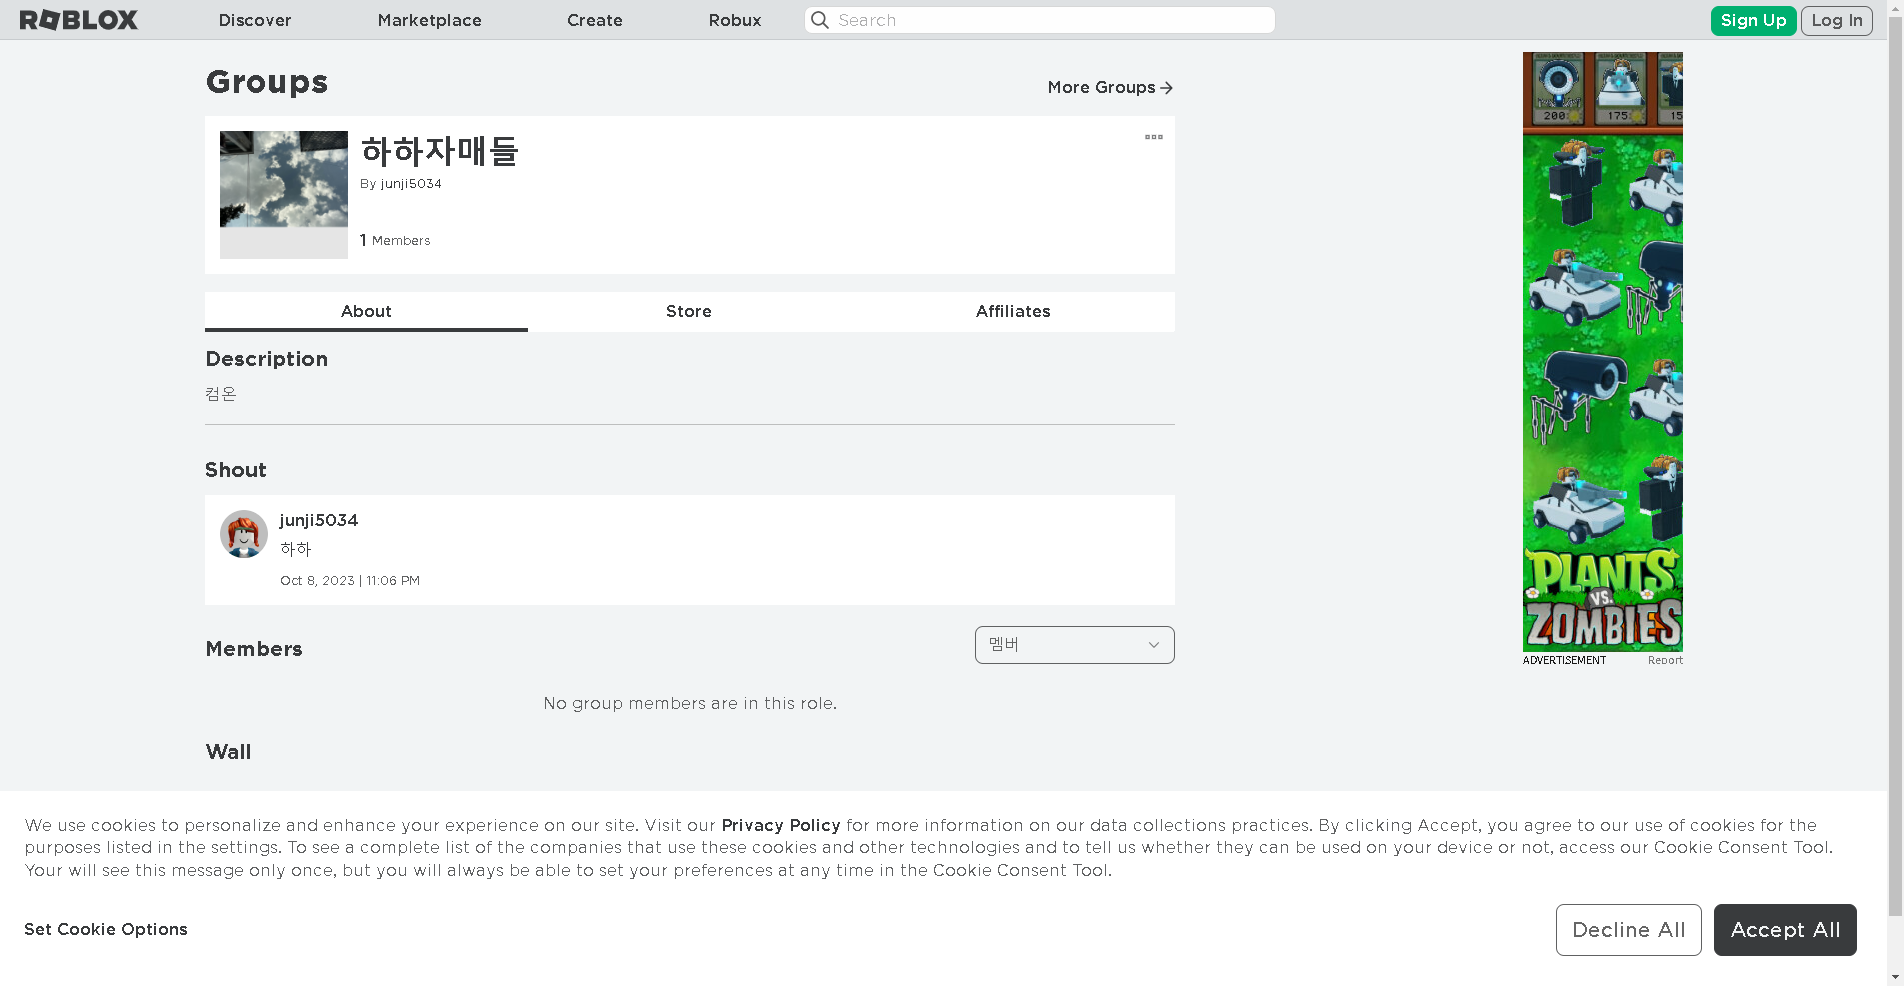 ROBLOX
Discover
Marketplace
Create
Robux
Search
Sign Up
Log In
Groups
More Groups
하하자매들
By junji5034
1 Members
About
Store
Affiliates
Description
컴온
Shout
junji5034
하하
Oct 8, 2023 | 11:06 PM
Members
멤버
No group members are in this role.
Wall
200
175
15
PLANTS
VS.
ZOMBIES
ADVERTISEMENT
Report
We use cookies to personalize and enhance your experience on our site. Visit our Privacy Policy for more information on our data collections practices. By clicking Accept, you agree to our use of cookies for the
purposes listed in the settings. To see a complete list of the companies that use these cookies and other technologies and to tell us whether they can be used on your device or not, access our Cookie Consent Tool.
Your will see this message only once, but you will always be able to set your preferences at any time in the Cookie Consent Tool.
Set Cookie Options
Decline All
Accept All